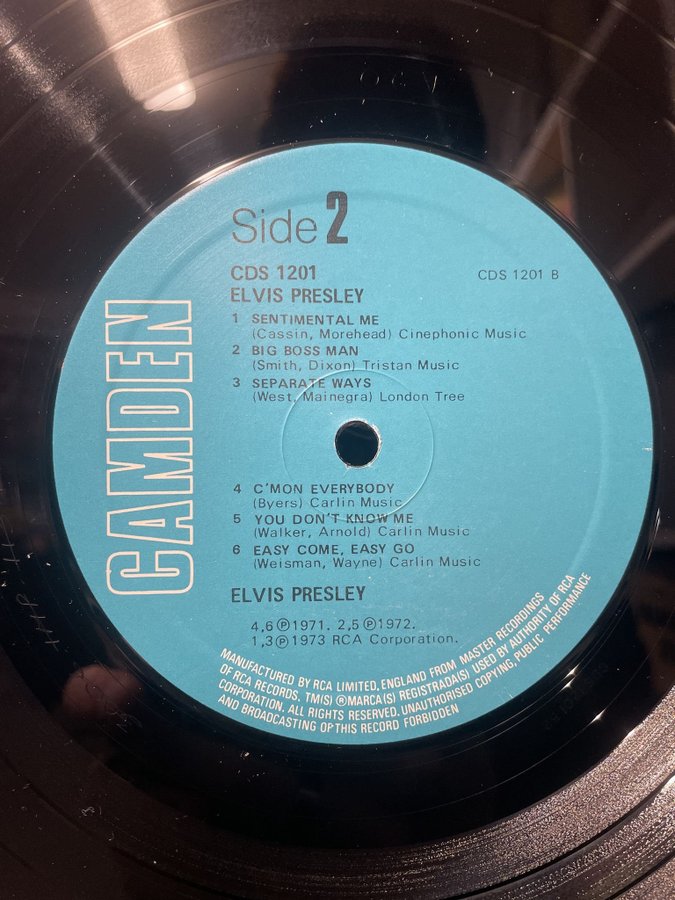 Side 2
CDS 1201
CDS 1201 B
ELVIS PRESLEY
1 SENTIMENTAL ME
(Cassin, Morehead) Cinephonic Music
2 BIG BOSS MAN
(Smith, Dixon) Tristan Music
3 SEPARATE WAYS
(West, Mainegra) London Tree
4 C'MON EVERYBODY
(Byers) Carlin Music
5 YOU DON'T KNOW ME
(Walker, Arnold) Carlin Music
6 EASY COME, EASY GO
(Weisman, Wayne) Carlin Music
ELVIS PRESLEY
4,6℗1971. 2,5℗1972.
1,3℗1973 RCA Corporation.
CAMDEN
MANUFACTURED BY RCA LIMITED, ENGLAND FROM MASTER RECORDINGS
OF RCA RECORDS, TM(S) ®MARCA(S) REGISTRADA(S) USED BY AUTHORITY OF RCA
CORPORATION. ALL RIGHTS RESERVED. UNAUTHORISED COPYING, PUBLIC PERFORMANCE
AND BROADCASTING OF THIS RECORD FORBIDDEN